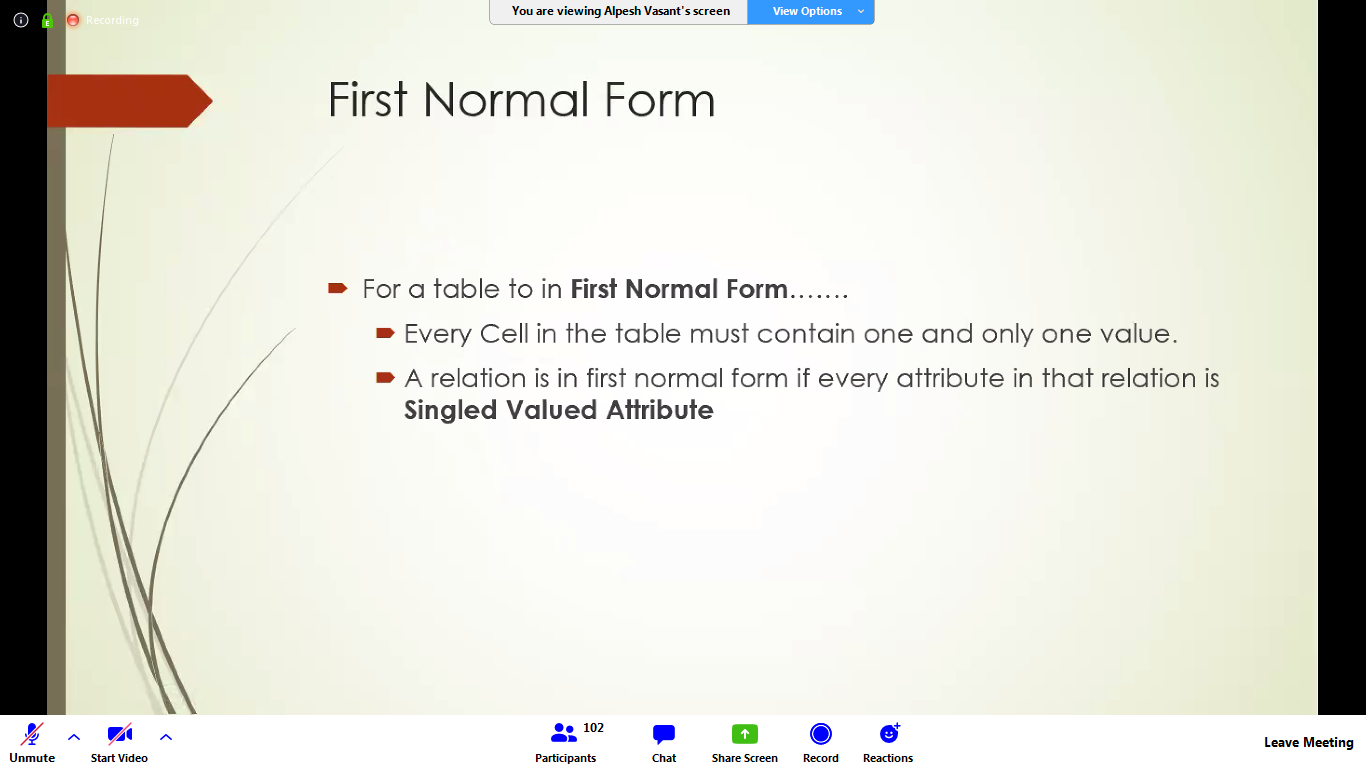 Recording
You are viewing Alpesh Vasant's screen
View Options
First Normal Form
For a table to in First Normal Form…….
Every Cell in the table must contain one and only one value.
A relation is in first normal form if every attribute in that relation is
Singled Valued Attribute
Unmute
Start Video
102
Participants
Chat
Share Screen
Record
Reactions
Leave Meeting